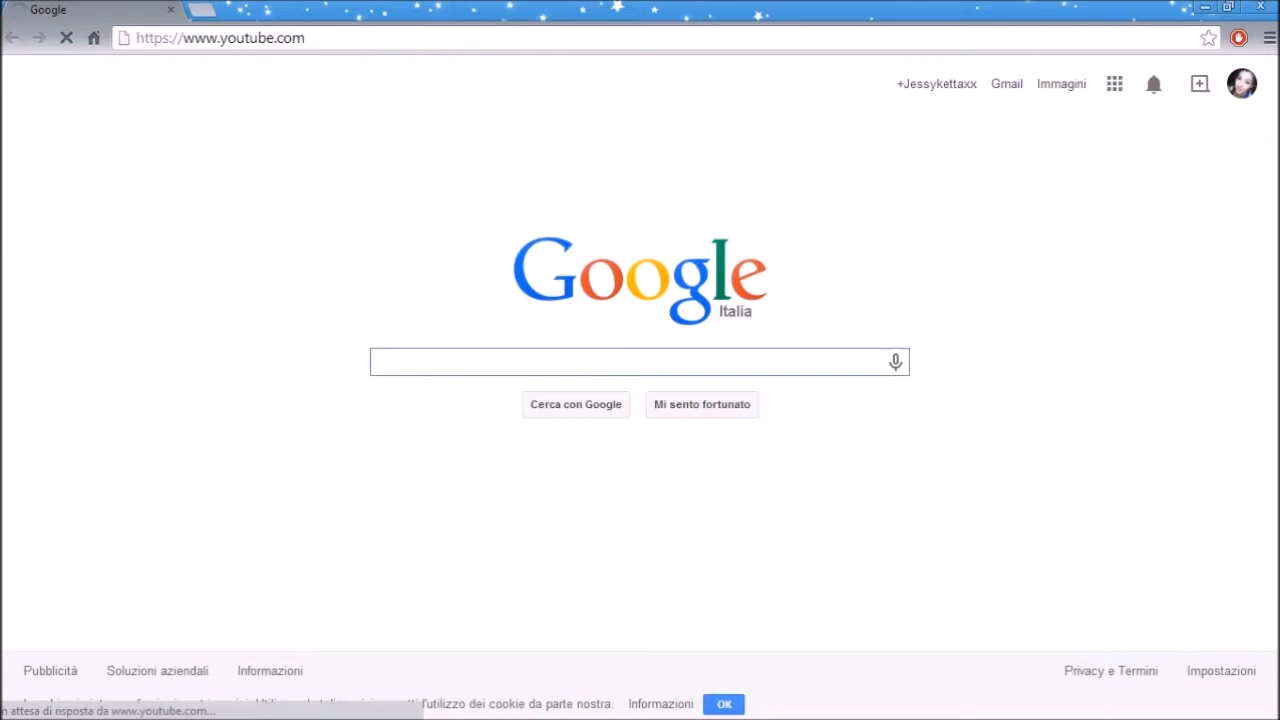 Google
https://www.youtube.com
+Jessykettaxx Gmail Immagini
Google
Italia
Cerca con Google Mi sento fortunato
Pubblicità Soluzioni aziendali Informazioni Privacy e Termini Impostazioni
l'utilizzo dei cookie da parte nostra. Informazioni OK
n attesa di risposta da www.youtube.com...